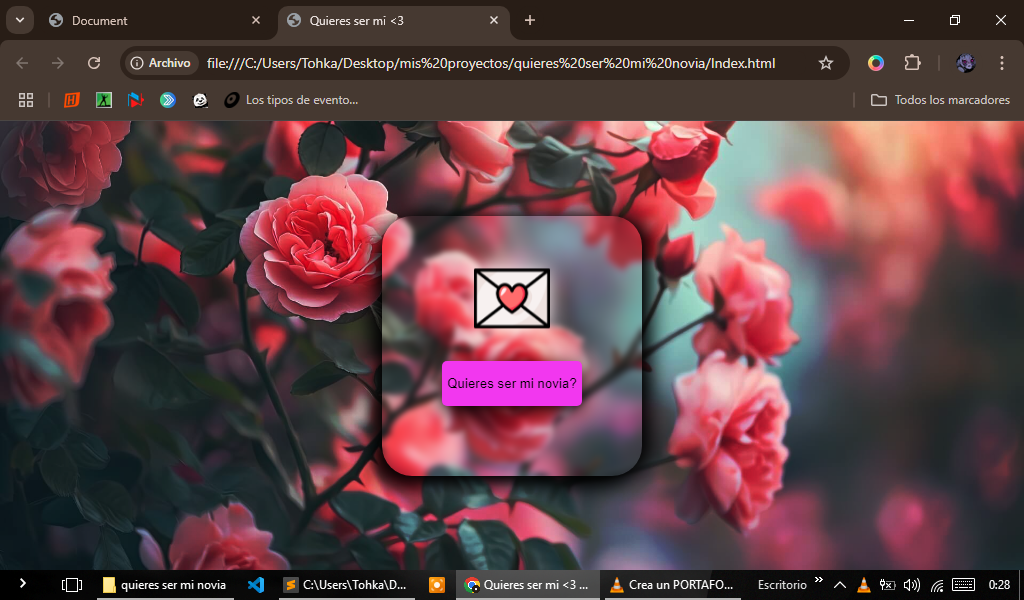 Document
Quieres ser mi <3
Archivo
file:///C:/Users/Tohka/Desktop/mis%20proyectos/quieres%20ser%20mi%20novia/Index.html
Los tipos de evento...
Todos los marcadores
Quieres ser mi novia?
quieres ser mi novia
C:\Users\Tohka\D...
Quieres ser mi <3 ...
Crea un PORTAFO...
Escritorio
0:28